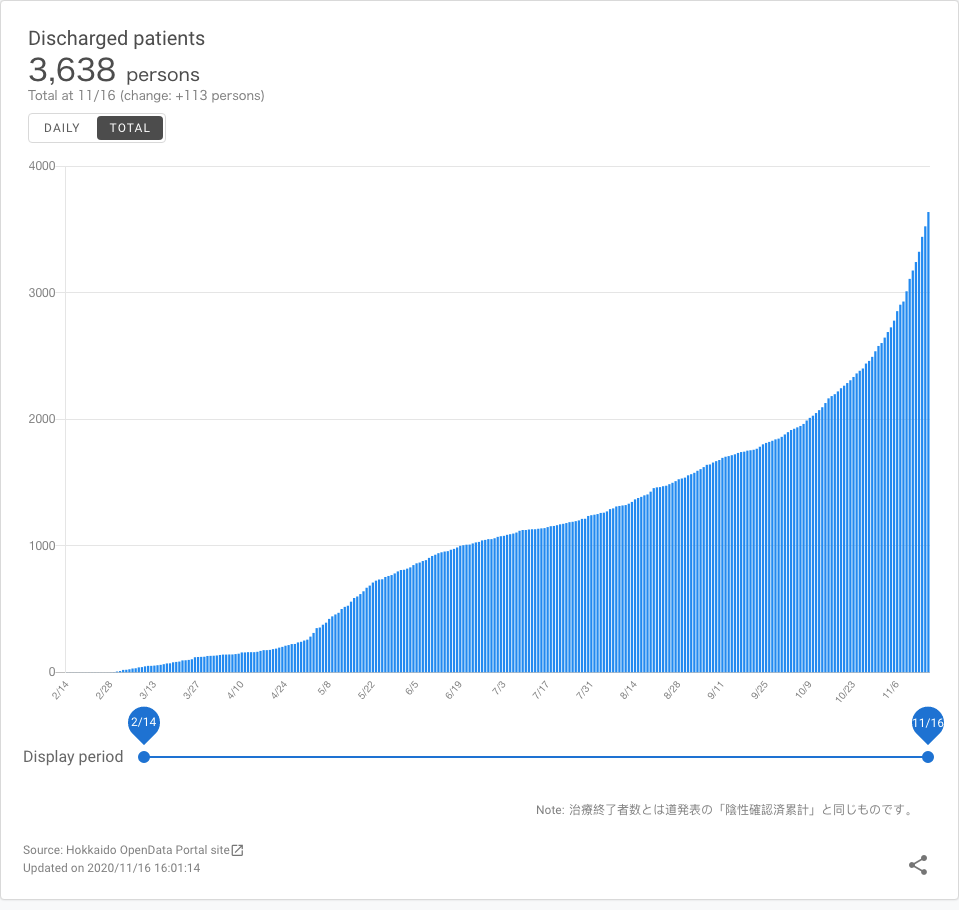 Discharged patients
3,638 persons
Total at 11/16 (change: +113 persons)
DAILY TOTAL
4000
3000
2000
1000
0
2/14 2/28 3/13 3/27 4/10 4/24 5/8 5/22 6/5 6/19 7/3 7/17 7/31 8/14 8/28 9/11 9/25 10/9 10/23 11/6
2/14 11/16
Display period
Note: 治療終了者数とは道発表の「陰性確認済累計」と同じものです。
Source: Hokkaido OpenData Portal site
Updated on 2020/11/16 16:01:14